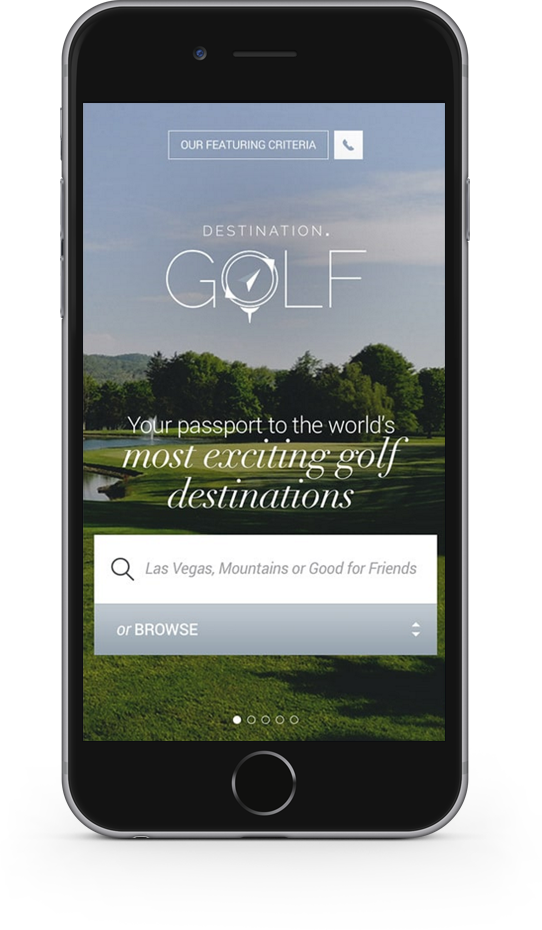 OUR FEATURING CRITERIA
DESTINATION.
GOLF
Your passport to the world's
most exciting golf
destinations
Las Vegas, Mountains or Good for Friends
or BROWSE